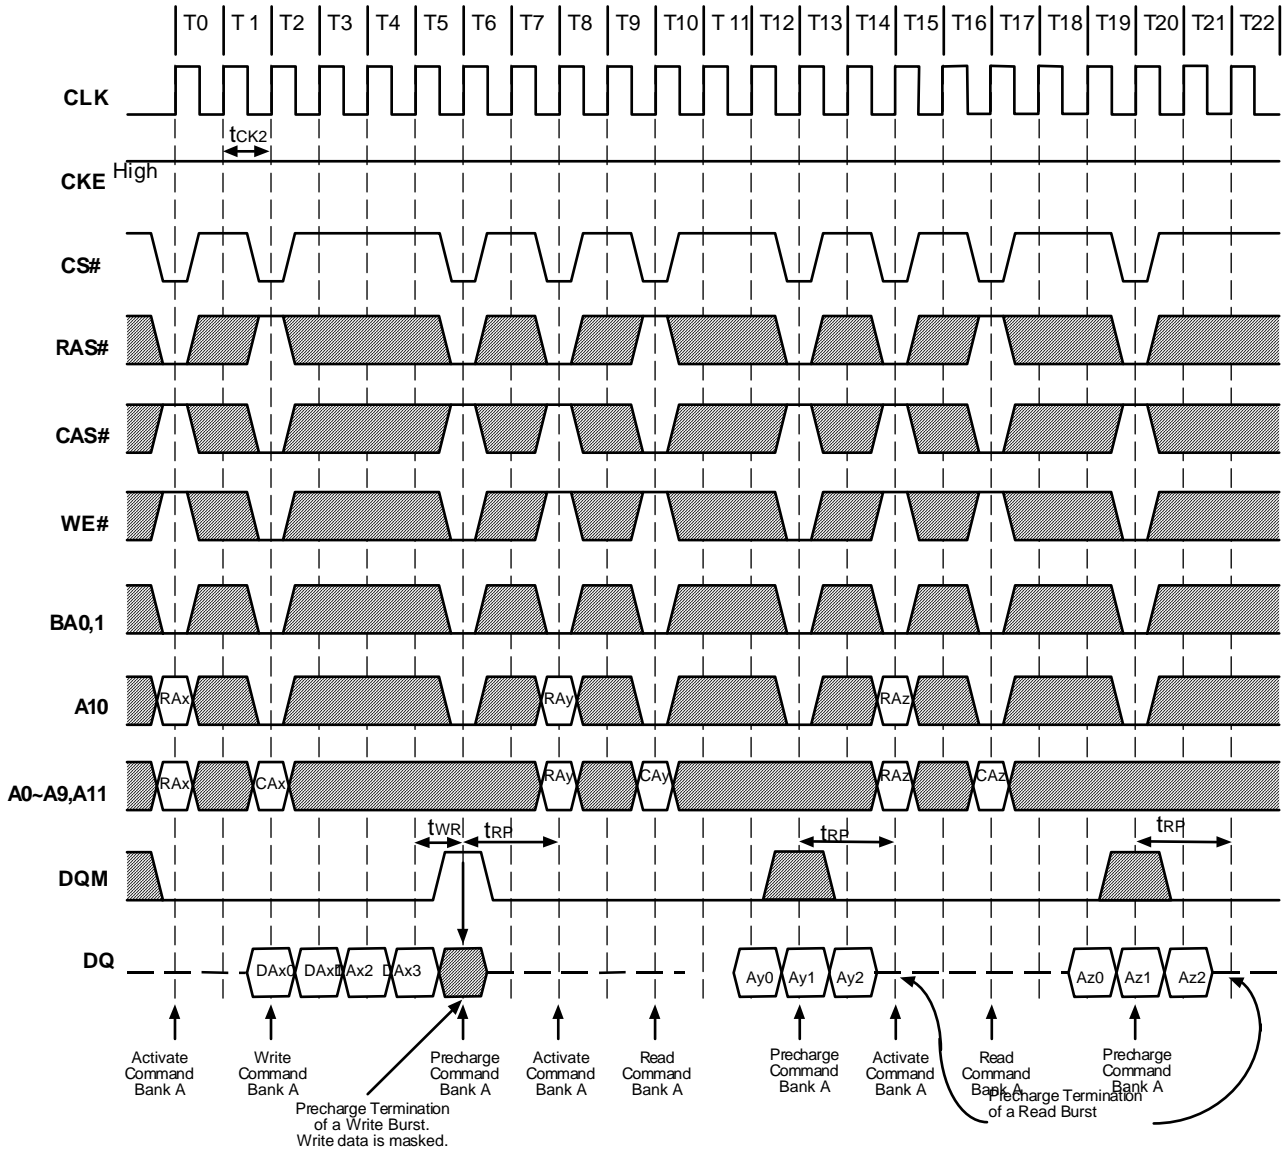 T0 T 1 T2 T3 T4 T5 T6 T7 T8 T9 T10 T 11 T12 T13 T14 T15 T16 T17 T18 T19 T20 T21 T22
CLK
tCK2
High
CKE
CS#
RAS#
CAS#
WE#
BA0,1
RAx RAy RAz
A10
RAx CAx RAy CAy RAz CAz
A0~A9,A11
tWR tRP tRP tRP
DQM
DQ
DAx0 DAx1 DAx2 DAx3 Ay0 Ay1 Ay2 Az0 Az1 Az2
Activate Command Bank A
Write Command Bank A
Precharge Command Bank A
Activate Command Bank A
Read Command Bank A
Precharge Command Bank A
Activate Command Bank A
Read Command Bank A
Precharge Command Bank A
Precharge Termination
of a Write Burst.
Write data is masked.
Precharge Termination
of a Read Burst